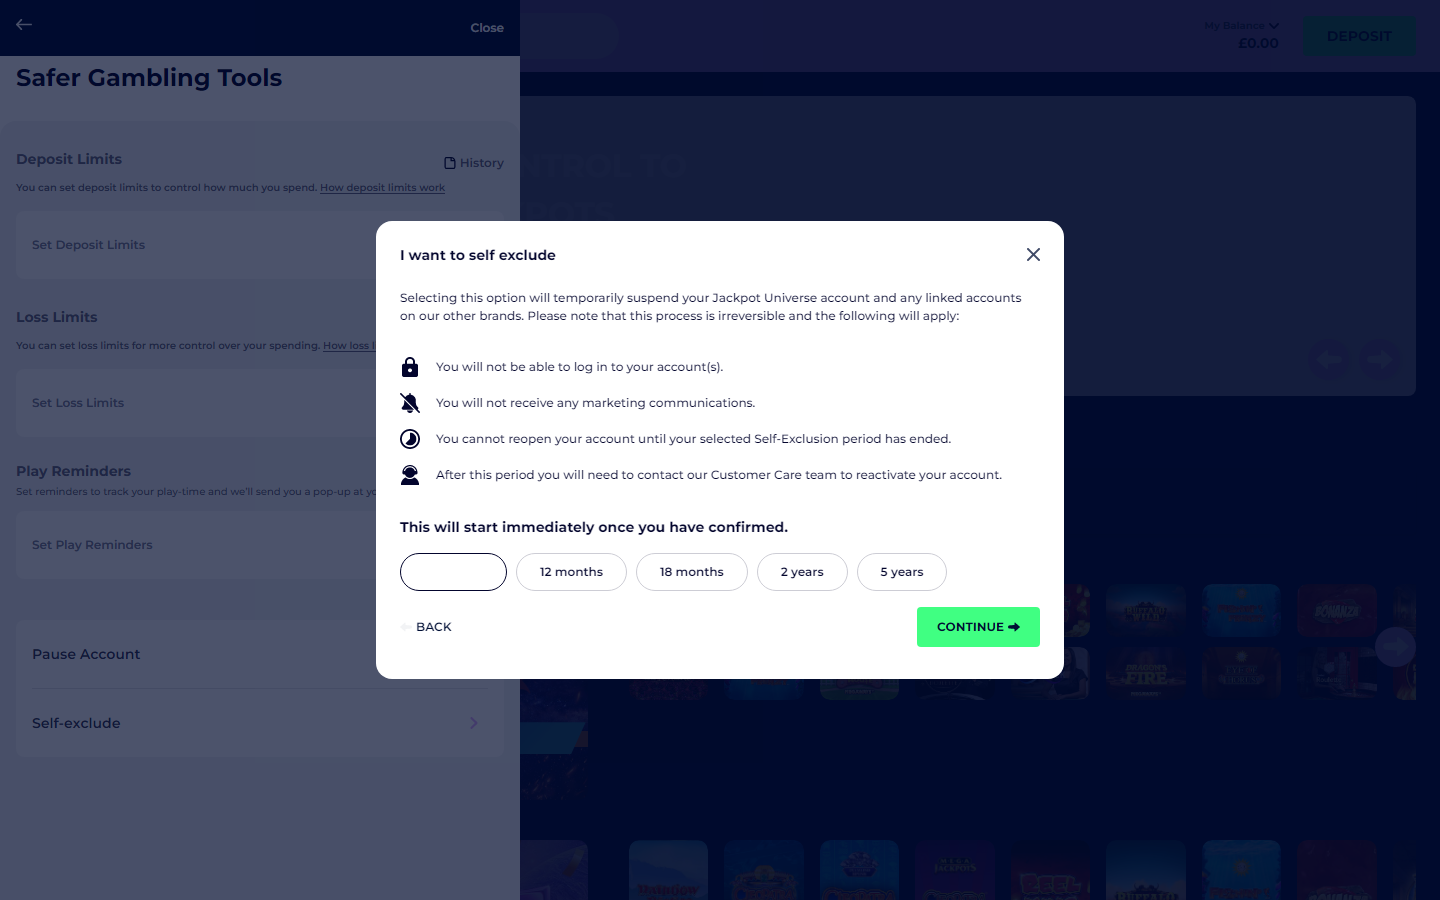 Close
Safer Gambling Tools
Deposit Limits
History
You can set deposit limits to control how much you spend. How deposit limits work
Set Deposit Limits
Loss Limits
You can set loss limits for more control over your spending. How loss
Set Loss Limits
Play Reminders
Set reminders to track your play-time and we'll send you a pop-up at
Set Play Reminders
Pause Account
Self-exclude
My Balance
£0.00
DEPOSIT
NTROL TO
I want to self exclude
Selecting this option will temporarily suspend your Jackpot Universe account and any linked accounts
on our other brands. Please note that this process is irreversible and the following will apply:
You will not be able to log in to your account(s).
You will not receive any marketing communications.
You cannot reopen your account until your selected Self-Exclusion period has ended.
After this period you will need to contact our Customer Care team to reactivate your account.
This will start immediately once you have confirmed.
12 months
18 months
2 years
5 years
BACK
CONTINUE
BONANZA
DRAGON'S
FIRE
REEL